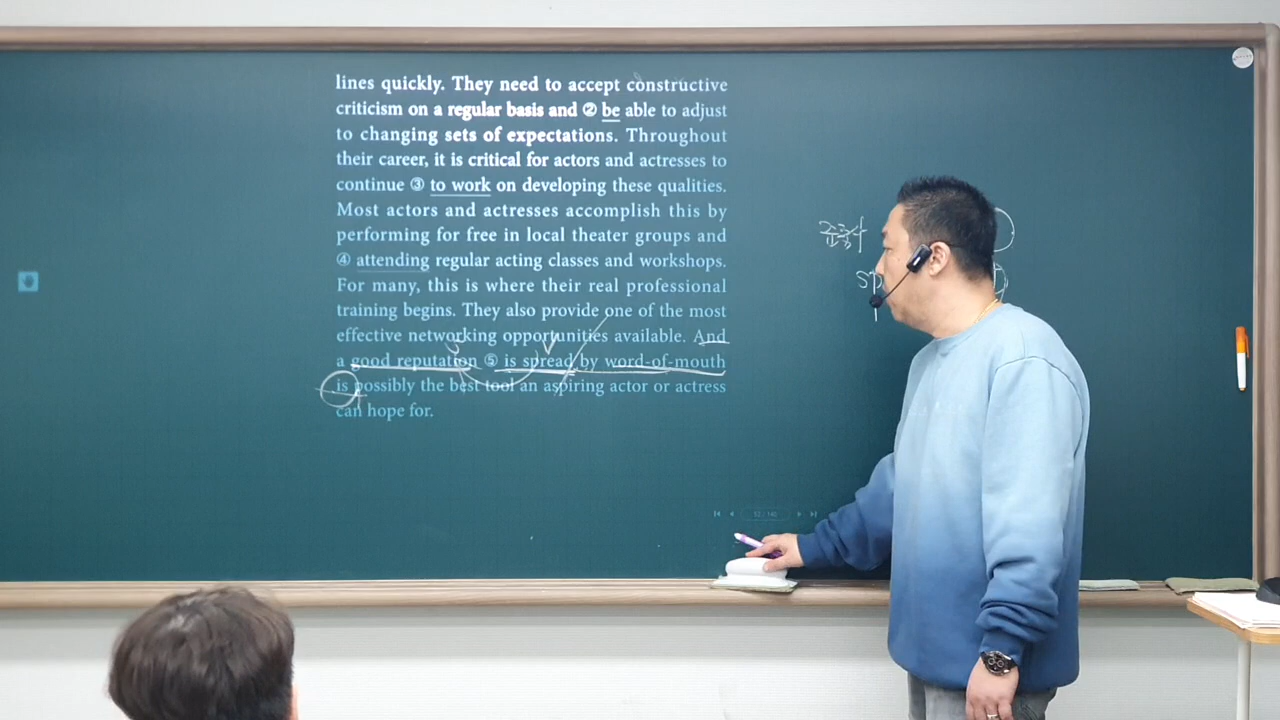 lines quickly. They need to accept constructive
criticism on a regular basis and ② be able to adjust
to changing sets of expectations. Throughout
their career, it is critical for actors and actresses to
continue ③ to work on developing these qualities.
Most actors and actresses accomplish this by
performing for free in local theater groups and
④ attending regular acting classes and workshops.
For many, this is where their real professional
training begins. They also provide one of the most
effective networking opportunities available. And
a good reputation ⑤ is spread by word-of-mouth
is possibly the best tool an aspiring actor or actress
can hope for.